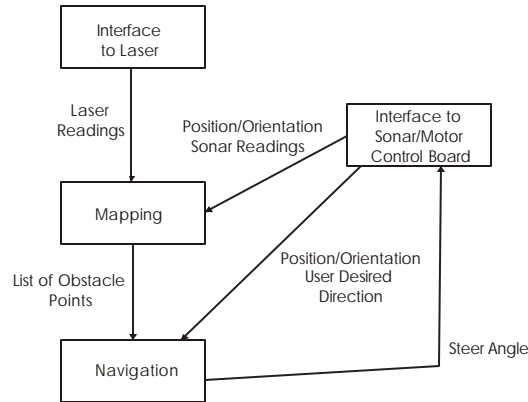 Interface
to Laser
Laser
Readings
Position/Orientation
Sonar Readings
Interface to
Sonar/Motor
Control Board
Mapping
List of Obstacle
Points
Position/Orientation
User Desired
Direction
Steer Angle
Navigation